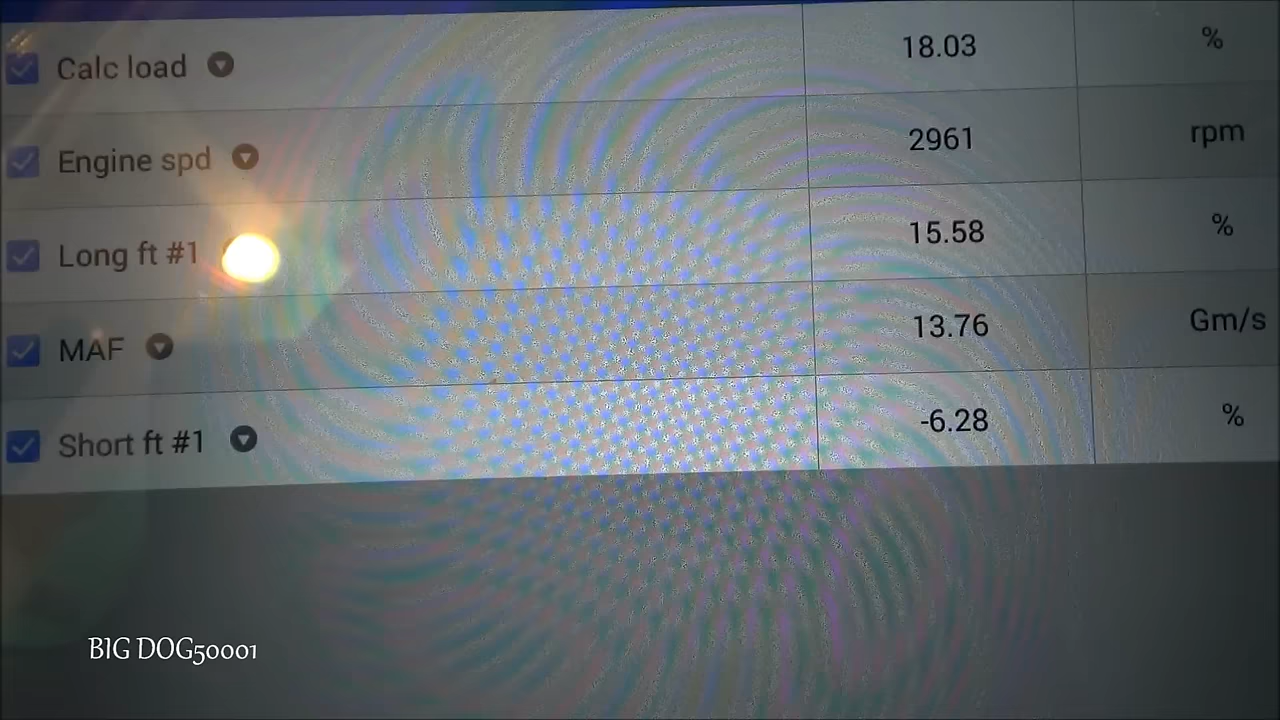 Calc load 18.03 %
Engine spd 2961 rpm
Long ft #1 15.58 %
MAF 13.76 Gm/s
Short ft #1 -6.28 %
BIG DOG50001